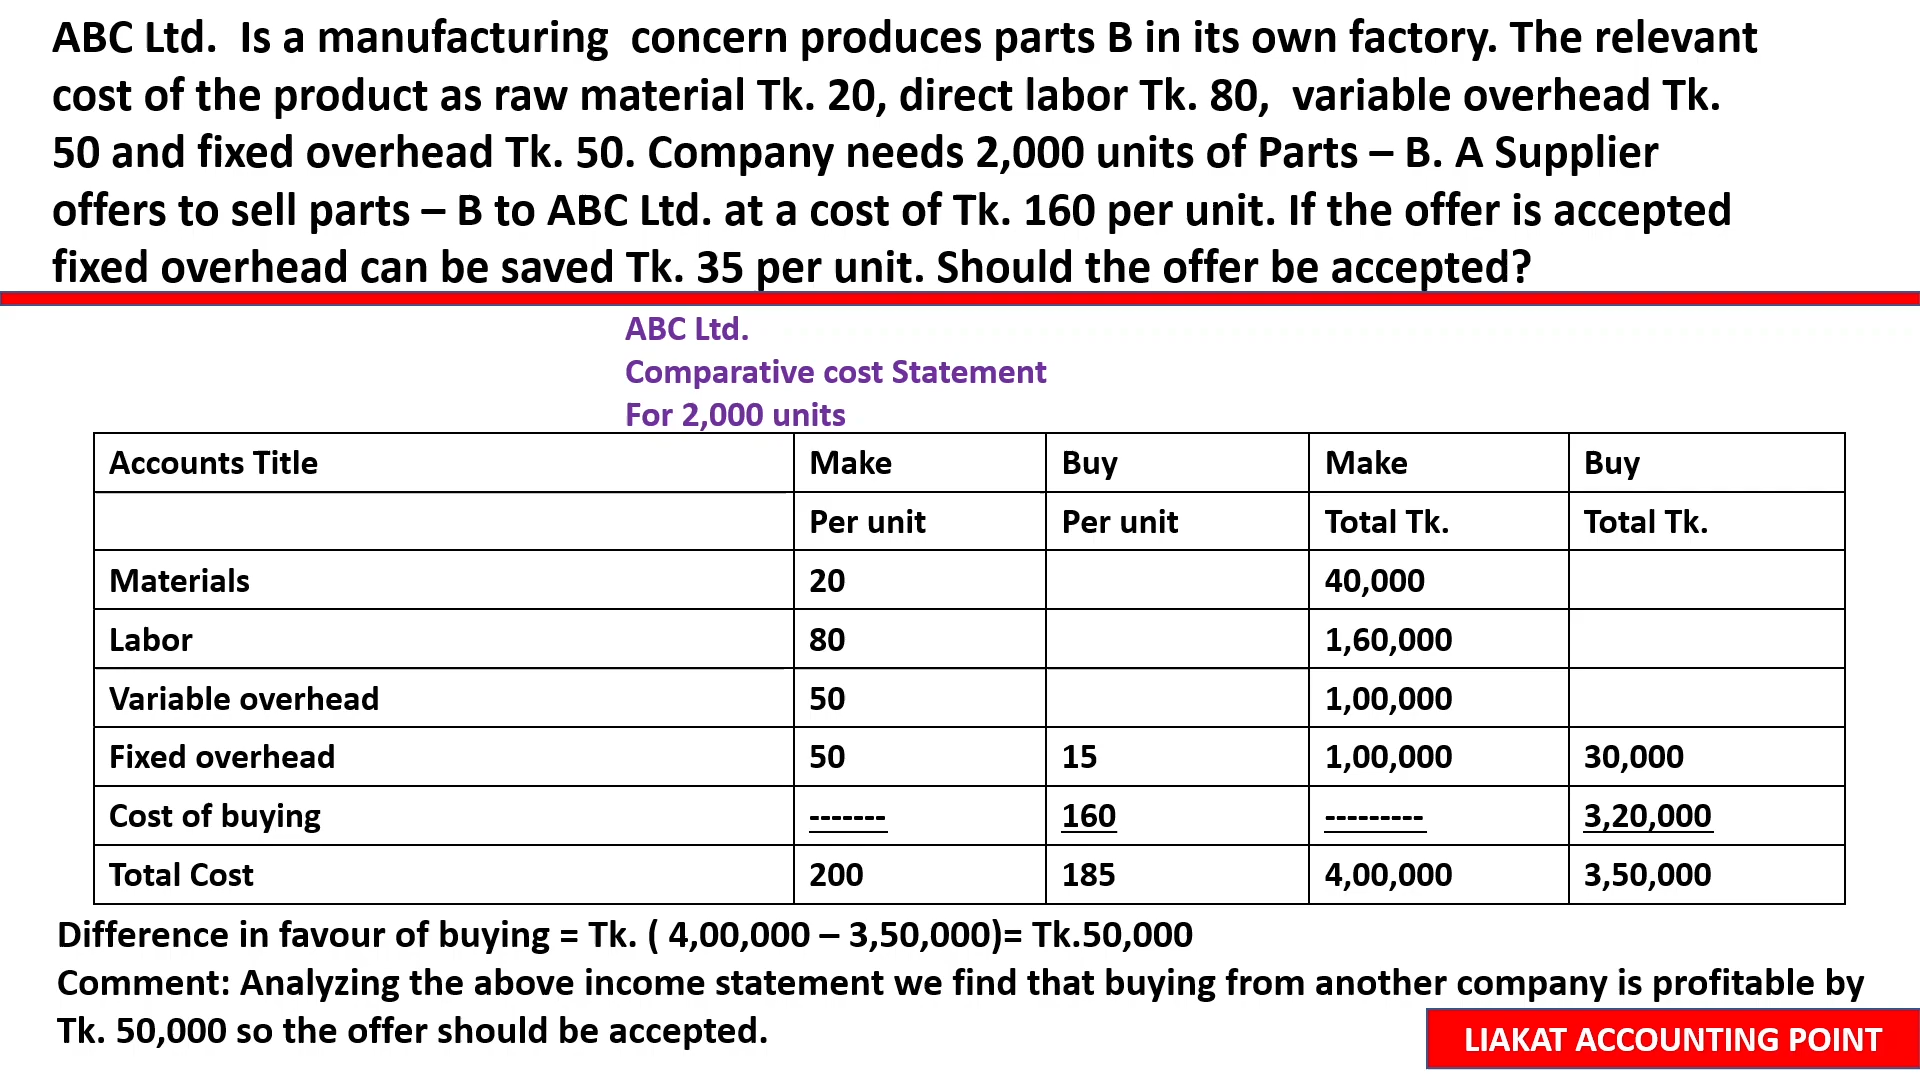 ABC Ltd.  Is a manufacturing  concern produces parts B in its own factory. The relevant
cost of the product as raw material Tk. 20, direct labor Tk. 80,  variable overhead Tk.
50 and fixed overhead Tk. 50. Company needs 2,000 units of Parts – B. A Supplier
offers to sell parts – B to ABC Ltd. at a cost of Tk. 160 per unit. If the offer is accepted
fixed overhead can be saved Tk. 35 per unit. Should the offer be accepted?
ABC Ltd.
Comparative cost Statement
For 2,000 units
Accounts Title Make Buy Make Buy
Per unit Per unit Total Tk. Total Tk.
Materials 20 40,000
Labor 80 1,60,000
Variable overhead 50 1,00,000
Fixed overhead 50 15 1,00,000 30,000
Cost of buying ------- 160 --------- 3,20,000
Total Cost 200 185 4,00,000 3,50,000
Difference in favour of buying = Tk. ( 4,00,000 – 3,50,000)= Tk.50,000
Comment: Analyzing the above income statement we find that buying from another company is profitable by
Tk. 50,000 so the offer should be accepted.
LIAKAT ACCOUNTING POINT